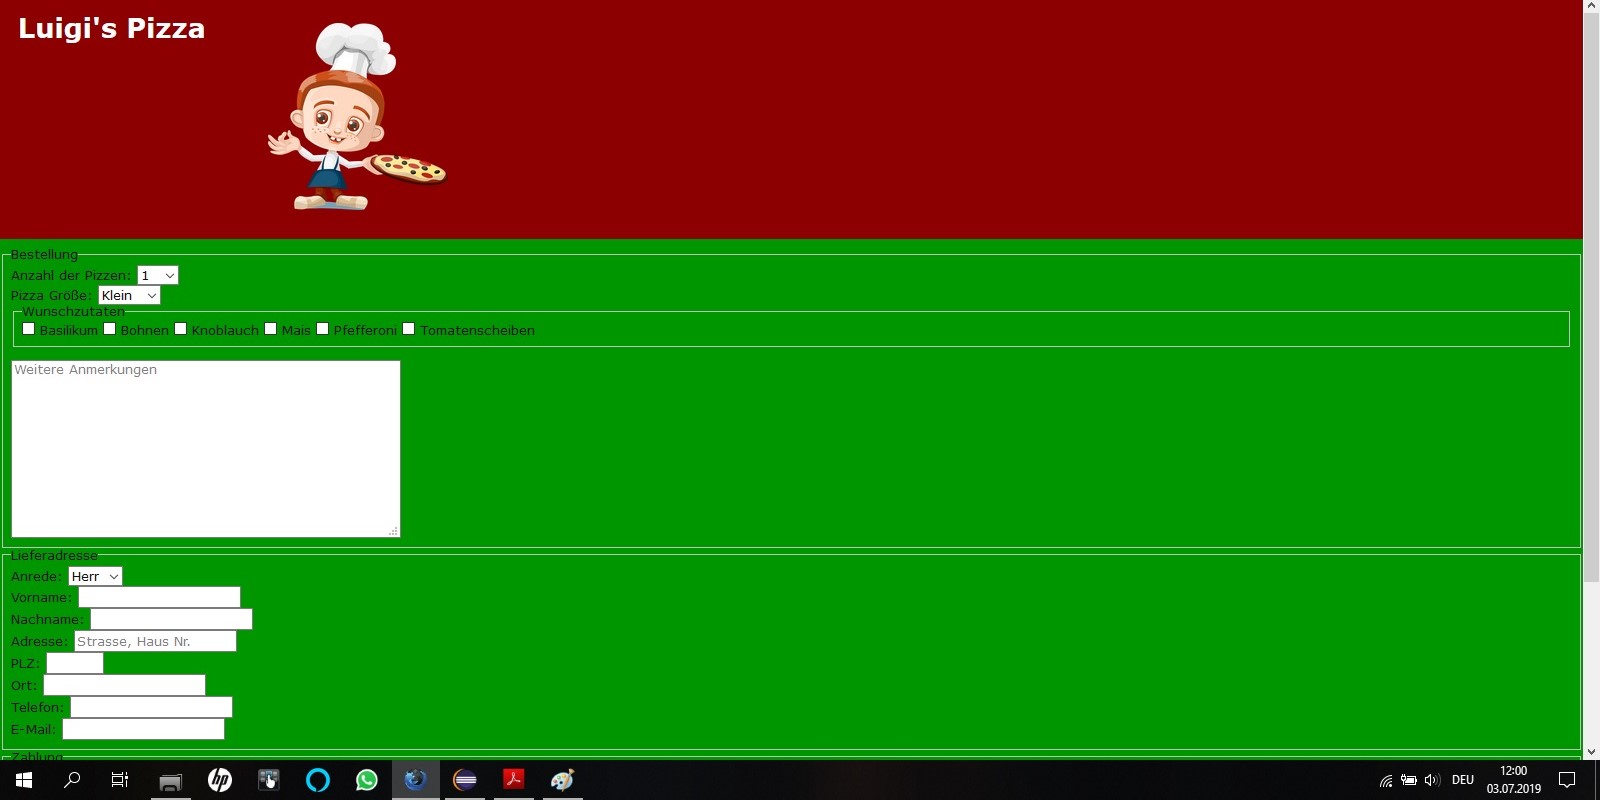 Luigi's Pizza
Bestellung
Anzahl der Pizzen: 1
Pizza Größe: Klein
Wunschzutaten
Basilikum Bohnen Knoblauch Mais Pfefferoni Tomatenscheiben
Weitere Anmerkungen
Lieferadresse
Anrede: Herr
Vorname:
Nachname:
Adresse: Strasse, Haus Nr.
PLZ:
Ort:
Telefon:
E-Mail:
Zahlung
hp
DEU
12:00
03.07.2019